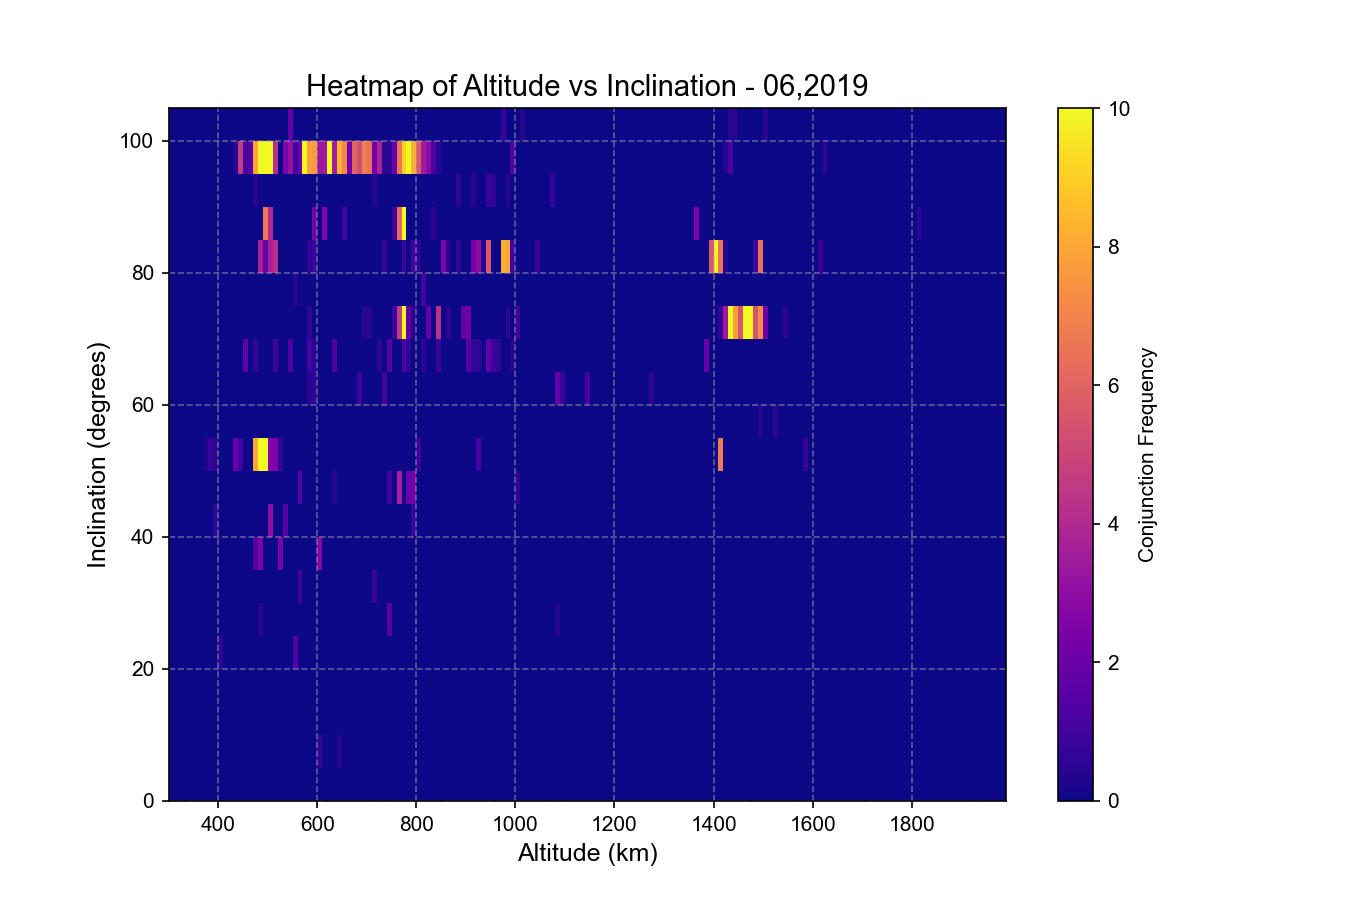 Heatmap of Altitude vs Inclination - 06,2019
Inclination (degrees)
100
80
60
40
20
0
400 600 800 1000 1200 1400 1600 1800
Altitude (km)
10
8
6
4
2
0
Conjunction Frequency